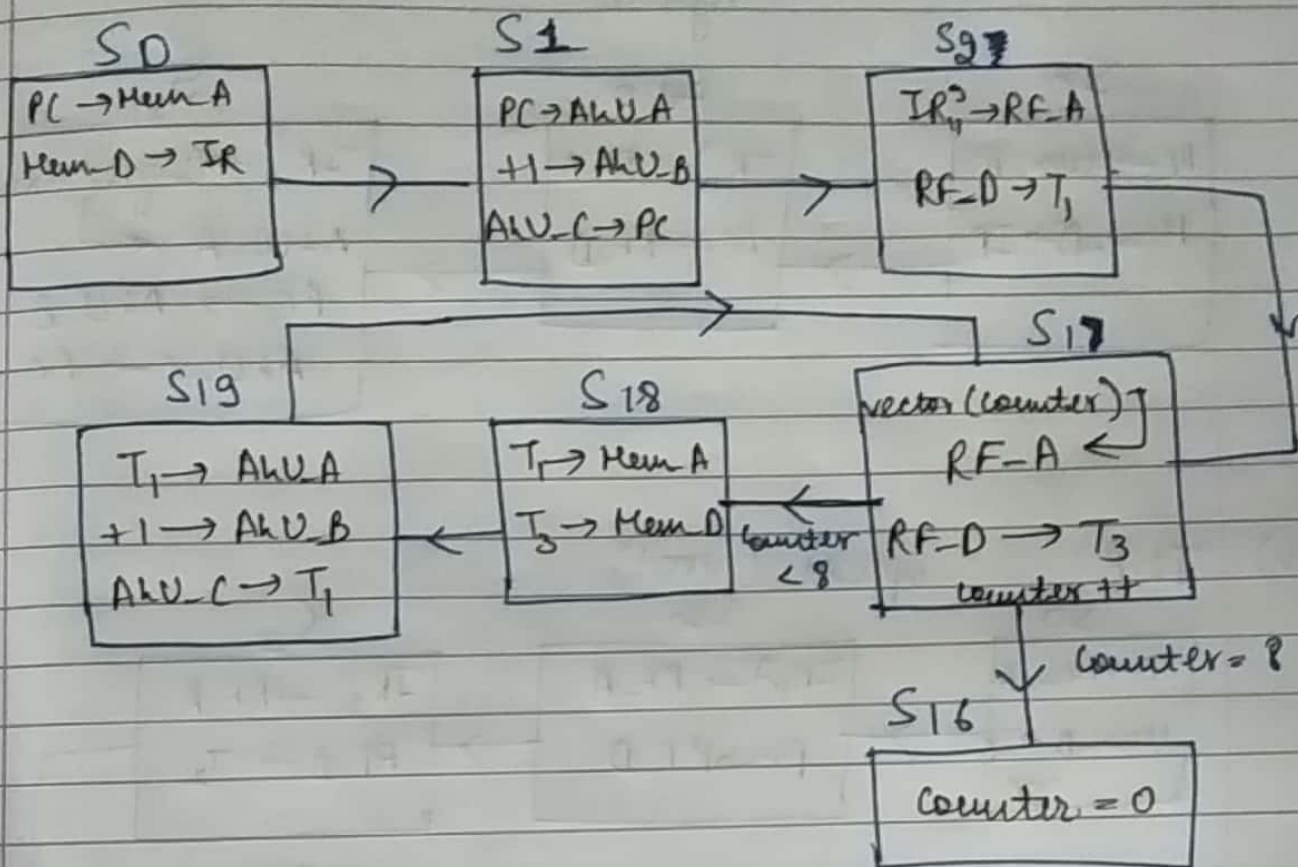 S0
PC → Mem_A
Mem_D → IR
S1
PC → ALU_A
+1 → ALU_B
ALU_C → PC
IR → RF_A
RF_D → T1
S17
vector (counter)
RF_A
RF_D → T3
counter ++
counter
<8
S18
T1 → Mem_A
T3 → Mem_D
S19
T1 → ALU_A
+1 → ALU_B
ALU_C → T1
counter = 8
S16
counter = 0